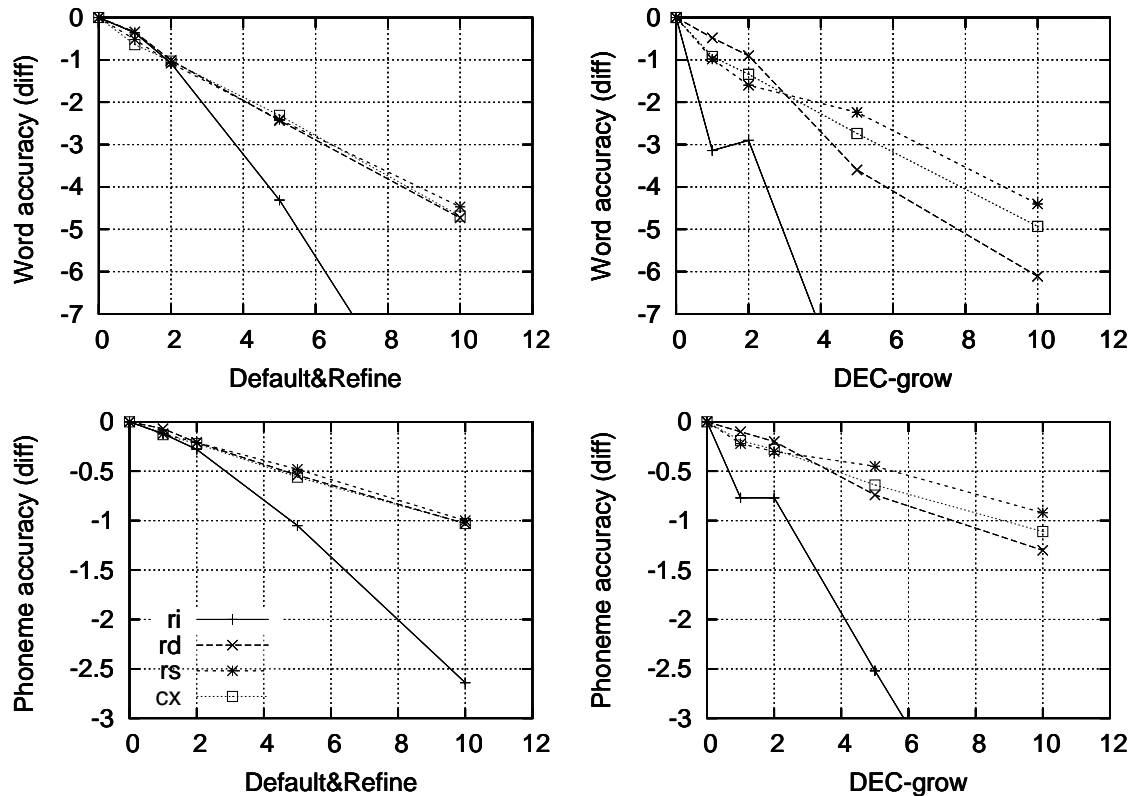 Word accuracy (diff)
0
-1
-2
-3
-4
-5
-6
-7
0 2 4 6 8 10 12
Default&Refine
Word accuracy (diff)
0
-1
-2
-3
-4
-5
-6
-7
0 2 4 6 8 10 12
DEC-grow
Phoneme accuracy (diff)
0
-0.5
-1
-1.5
-2
-2.5
-3
ri
rd
rs
cx
0 2 4 6 8 10 12
Default&Refine
Phoneme accuracy (diff)
0
-0.5
-1
-1.5
-2
-2.5
-3
0 2 4 6 8 10 12
DEC-grow